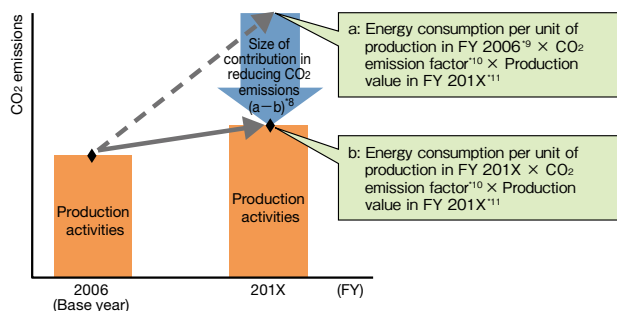 CO2 emissions
Size of
contribution in
reducing CO2
emissions
(a−b)*8
a: Energy consumption per unit of
production in FY 2006*9 × CO2
emission factor*10 × Production
value in FY 201X*11
b: Energy consumption per unit of
production in FY 201X × CO2
emission factor*10 × Production
value in FY 201X*11
Production
activities
Production
activities
2006
(Base year)
201X
(FY)